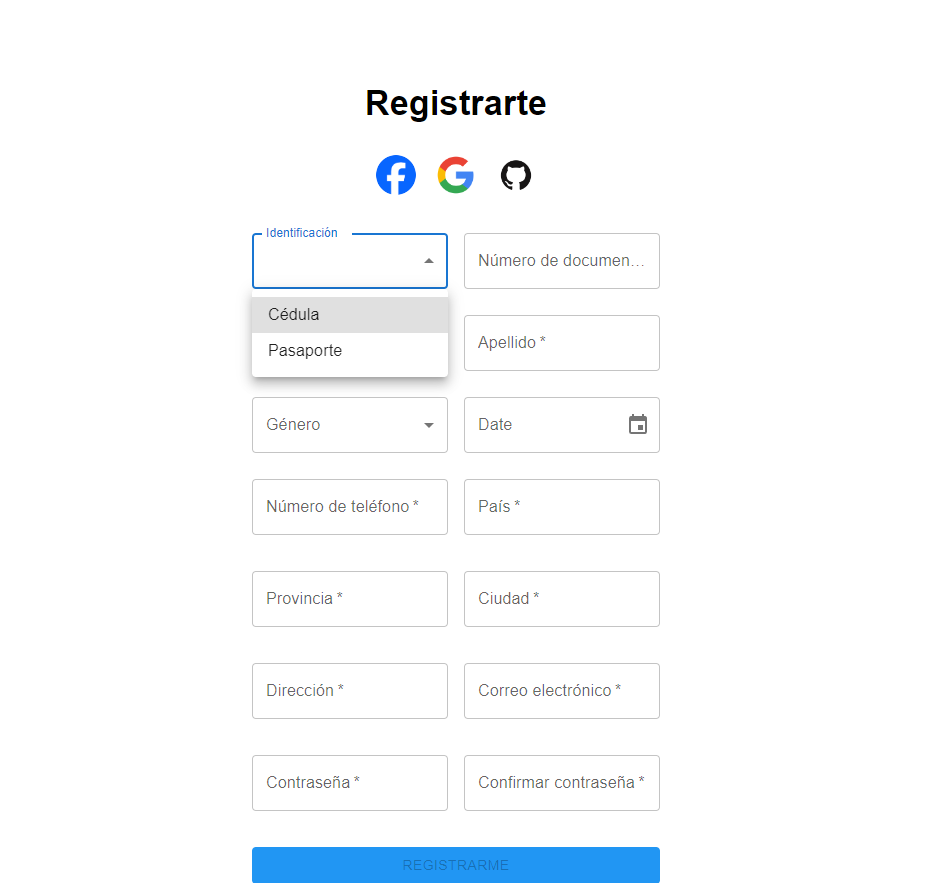 Registrarte
Identificación
Número de documen...
Cédula
Pasaporte
Apellido *
Género
Date
Número de teléfono *
País *
Provincia *
Ciudad *
Dirección *
Correo electrónico *
Contraseña *
Confirmar contraseña *
REGISTRARME